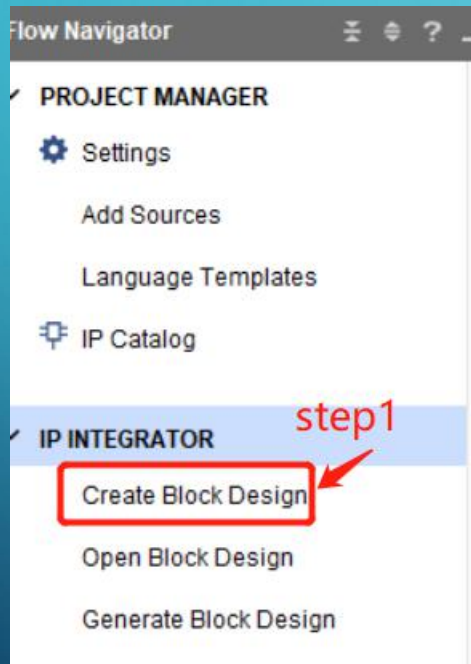 Flow Navigator ?
PROJECT MANAGER
Settings
Add Sources
Language Templates
IP Catalog
step1
IP INTEGRATOR
Create Block Design
Open Block Design
Generate Block Design